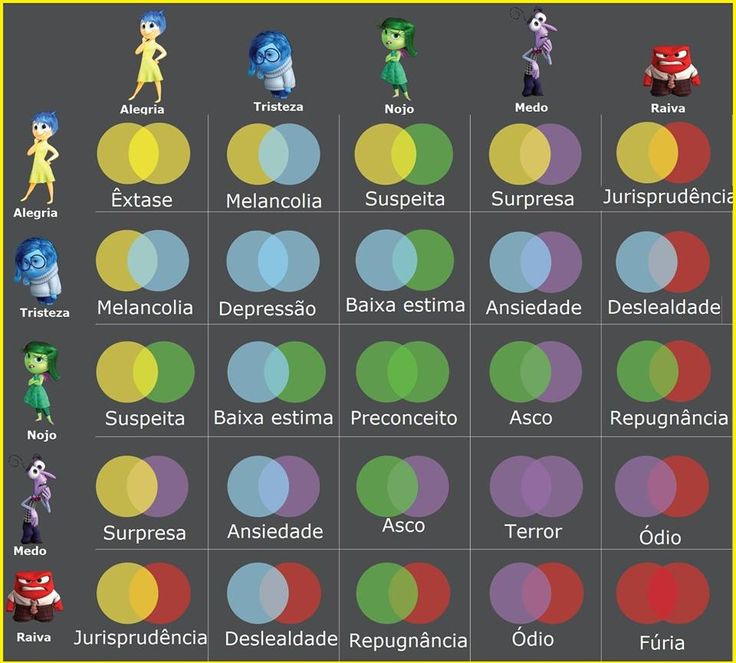 Alegria
Tristeza
Nojo
Medo
Raiva
Alegria
Êxtase
Melancolia
Suspeita
Surpresa
Jurisprudência
Tristeza
Melancolia
Depressão
Baixa estima
Ansiedade
Deslealdade
Nojo
Suspeita
Baixa estima
Preconceito
Asco
Repugnância
Medo
Surpresa
Ansiedade
Asco
Terror
Ódio
Raiva
Jurisprudência
Deslealdade
Repugnância
Ódio
Fúria